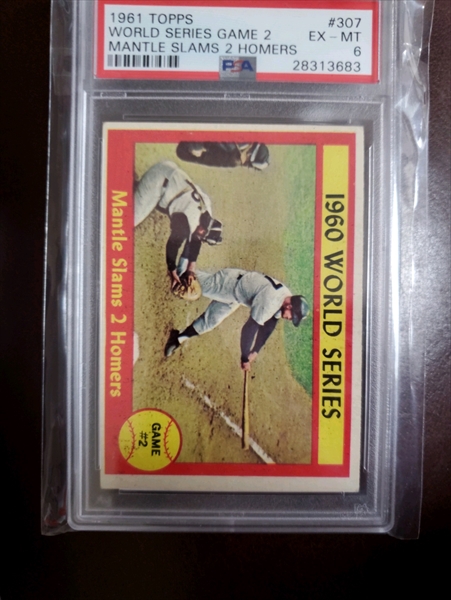 1961 TOPPS #307
WORLD SERIES GAME 2 EX - MT
MANTLE SLAMS 2 HOMERS 6
PSA 28313683
1960 WORLD SERIES
Mantle Slams 2 Homers
GAME
#2